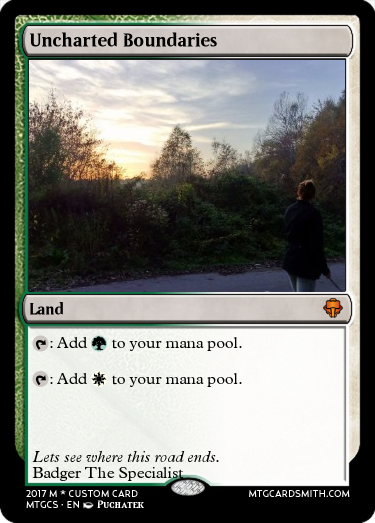 Uncharted Boundaries
Land
: Add to your mana pool.
: Add to your mana pool.
Lets see where this road ends.
Badger The Specialist
2017 M * CUSTOM CARD
MTGCS · EN PUCHATEK
MTGCARDSMITH.COM